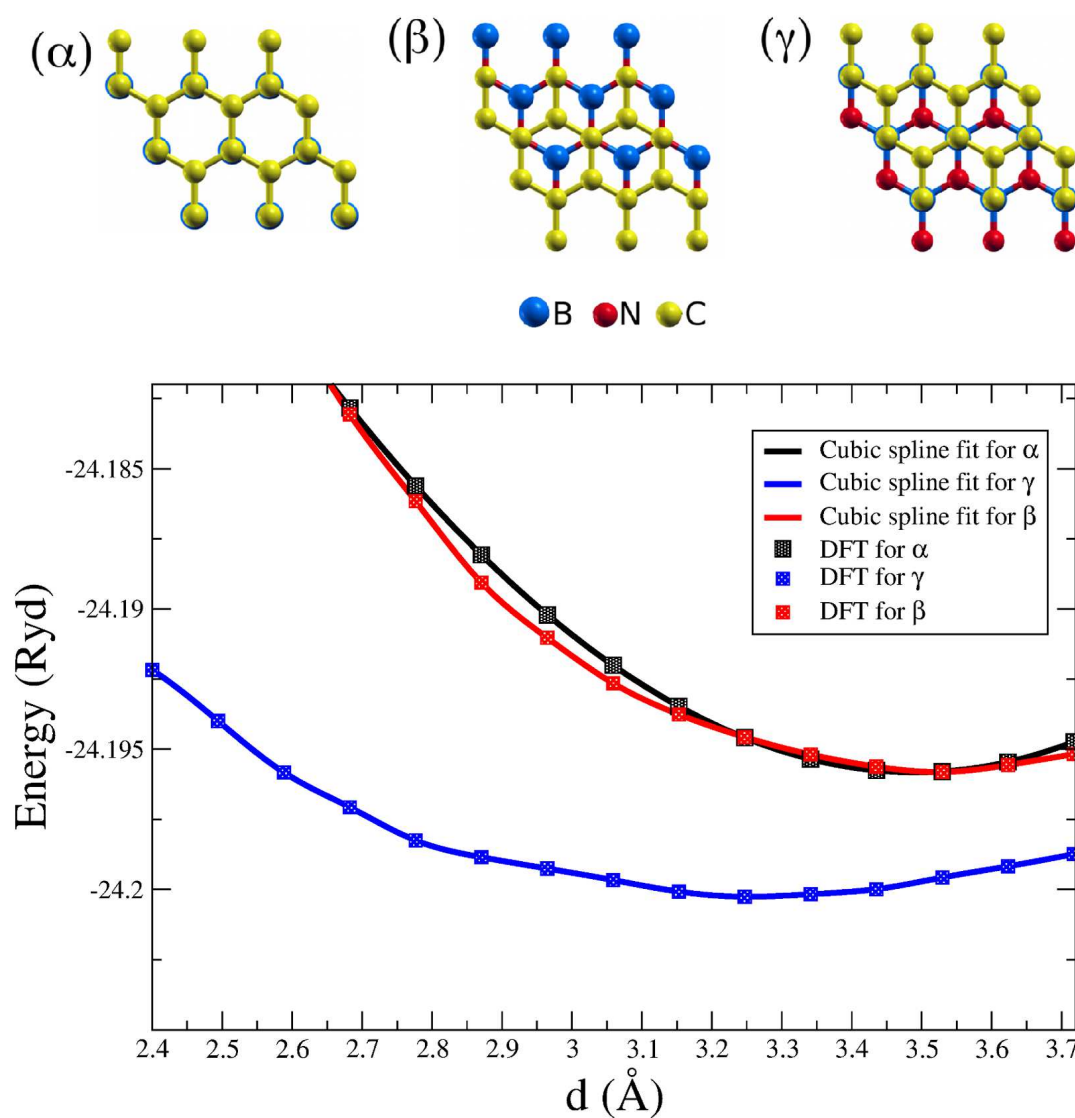 (α) (β) (γ)
B N C
Cubic spline fit for α
Cubic spline fit for γ
Cubic spline fit for β
DFT for α
DFT for γ
DFT for β
-24.185
-24.19
-24.195
-24.2
Energy (Ryd)
2.4 2.5 2.6 2.7 2.8 2.9 3 3.1 3.2 3.3 3.4 3.5 3.6 3.7
d (Å)